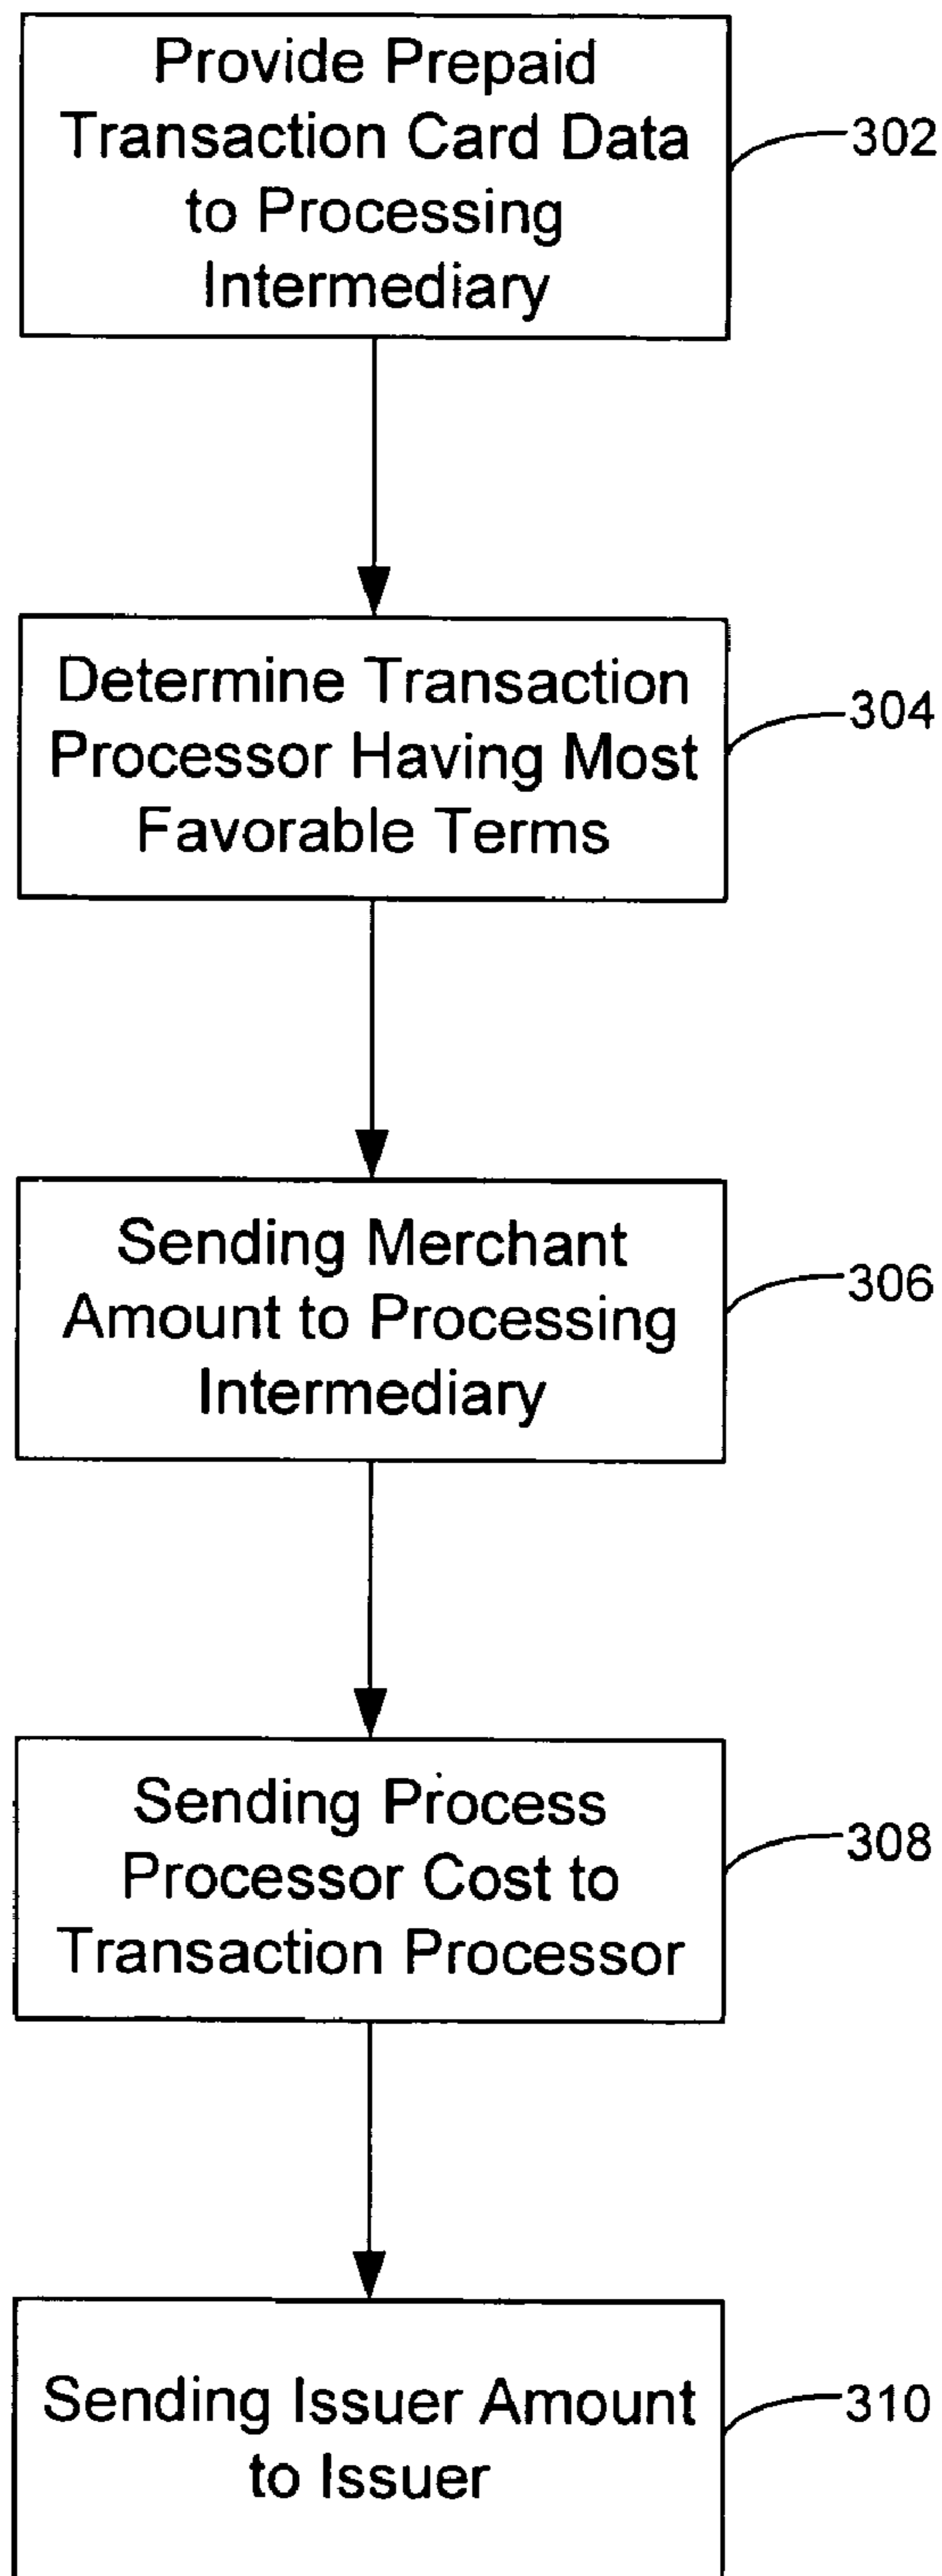 Provide Prepaid
Transaction Card Data
to Processing
Intermediary
302
Determine Transaction
Processor Having Most
Favorable Terms
304
Sending Merchant
Amount to Processing
Intermediary
306
Sending Process
Processor Cost to
Transaction Processor
308
Sending Issuer Amount
to Issuer
310